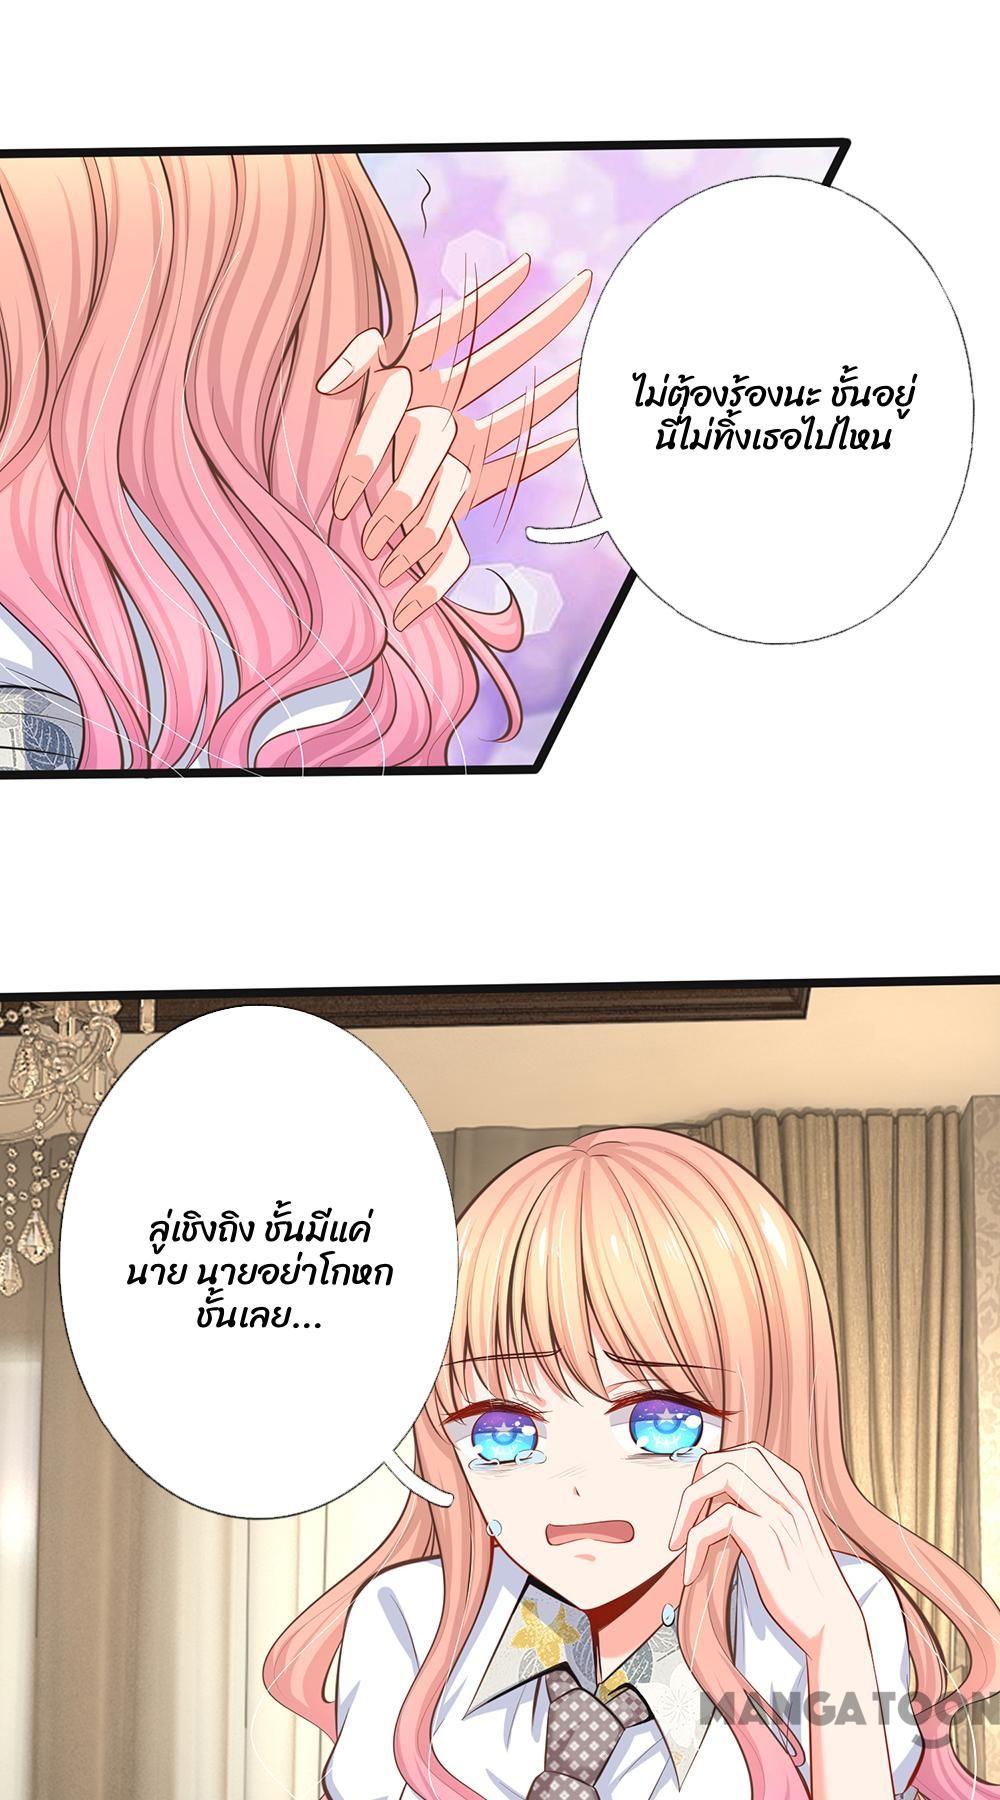 ไม่ต้องร้องนะ ชั้นอยู่
นี่ไม่ทิ้งเธอไปไหน
ลู่เชิงถิง ชั้นมีแค่
นาย นายอย่าโกหก
ชั้นเลย...
MANGATOON